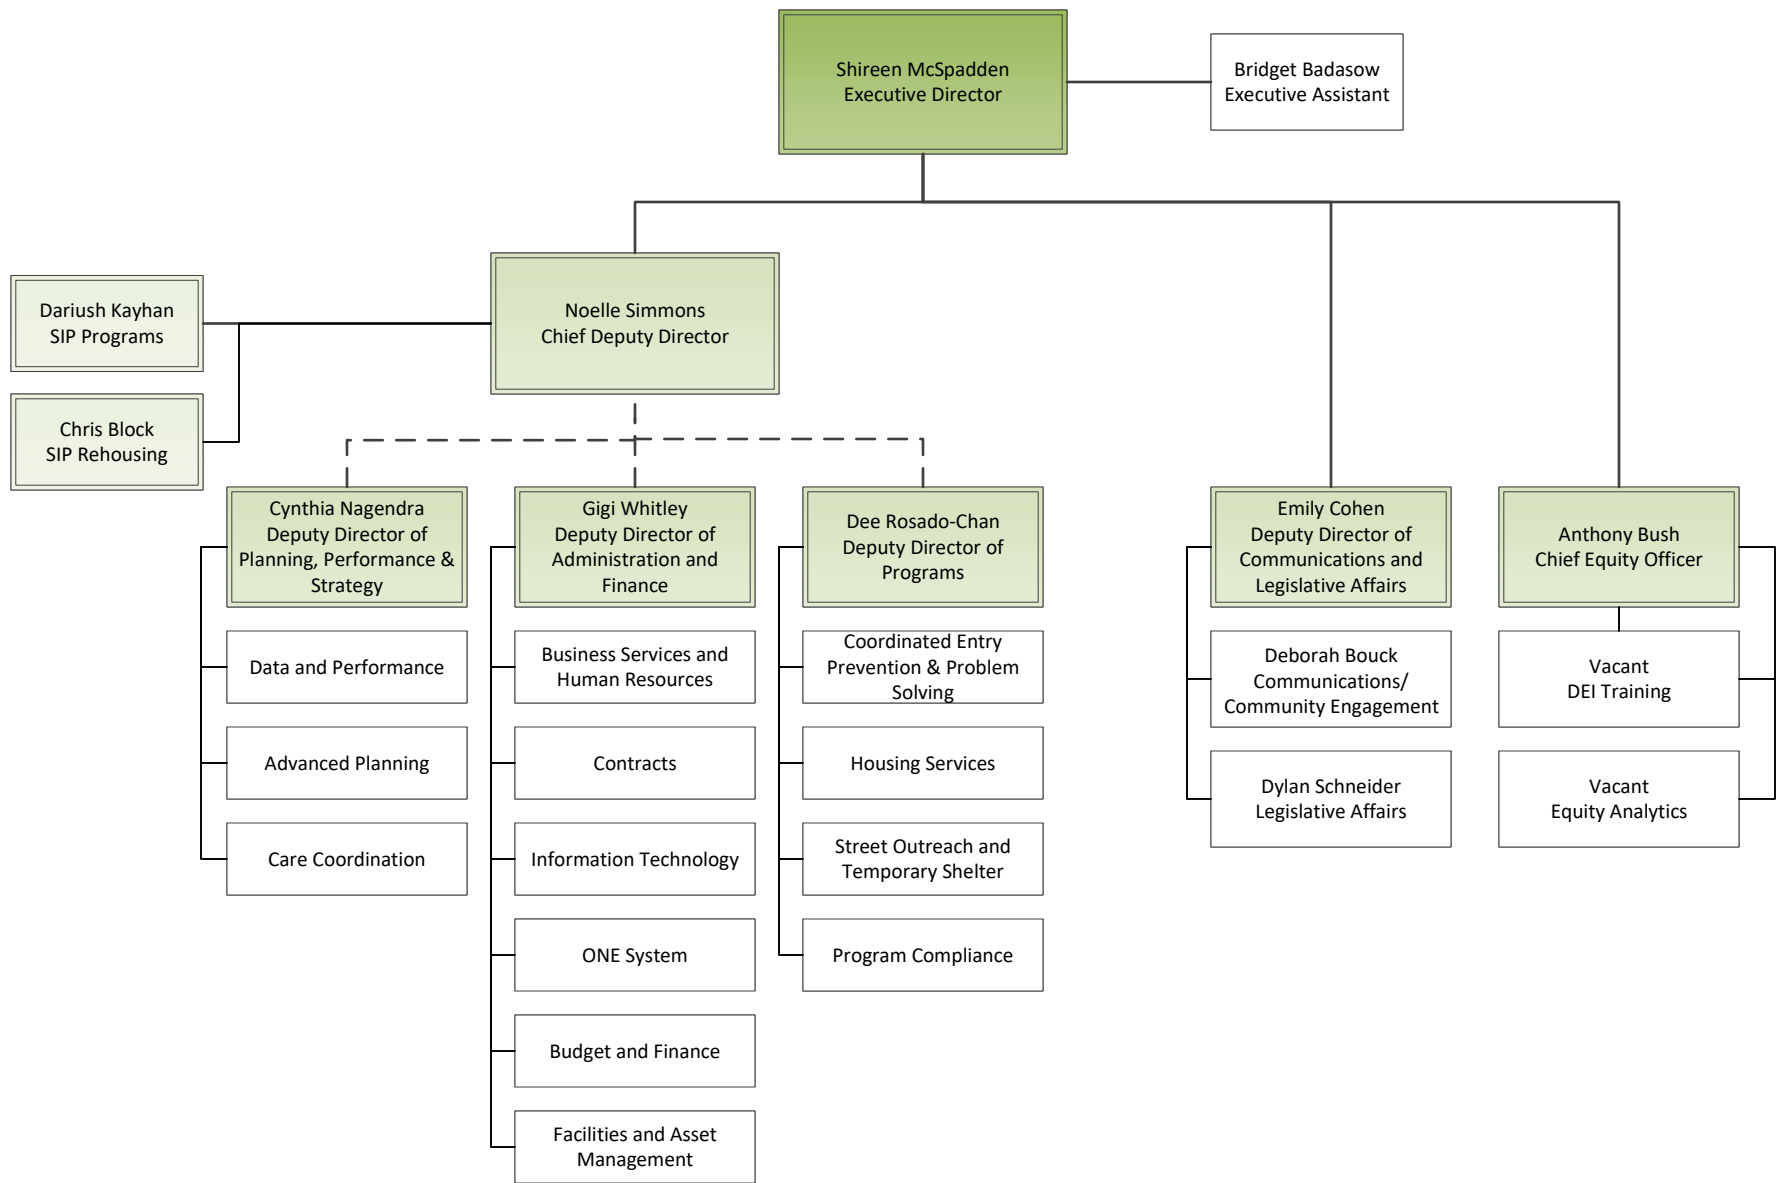 Shireen McSpadden
Executive Director
Bridget Badasow
Executive Assistant
Noelle Simmons
Chief Deputy Director
Dariush Kayhan
SIP Programs
Chris Block
SIP Rehousing
Cynthia Nagendra
Deputy Director of
Planning, Performance &
Strategy
Data and Performance
Advanced Planning
Care Coordination
Gigi Whitley
Deputy Director of
Administration and
Finance
Business Services and
Human Resources
Contracts
Information Technology
ONE System
Budget and Finance
Facilities and Asset
Management
Dee Rosado-Chan
Deputy Director of
Programs
Coordinated Entry
Prevention & Problem
Solving
Housing Services
Street Outreach and
Temporary Shelter
Program Compliance
Emily Cohen
Deputy Director of
Communications and
Legislative Affairs
Deborah Bouck
Communications/
Community Engagement
Dylan Schneider
Legislative Affairs
Anthony Bush
Chief Equity Officer
Vacant
DEI Training
Vacant
Equity Analytics